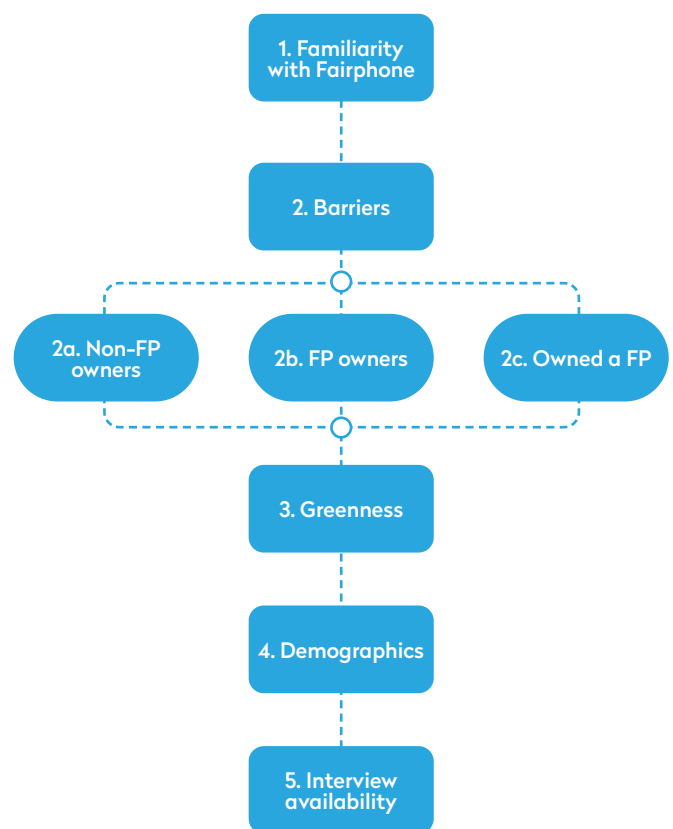 1. Familiarity
with Fairphone
2. Barriers
2a. Non-FP
owners
2b. FP owners
2c. Owned a FP
3. Greenness
4. Demographics
5. Interview
availability